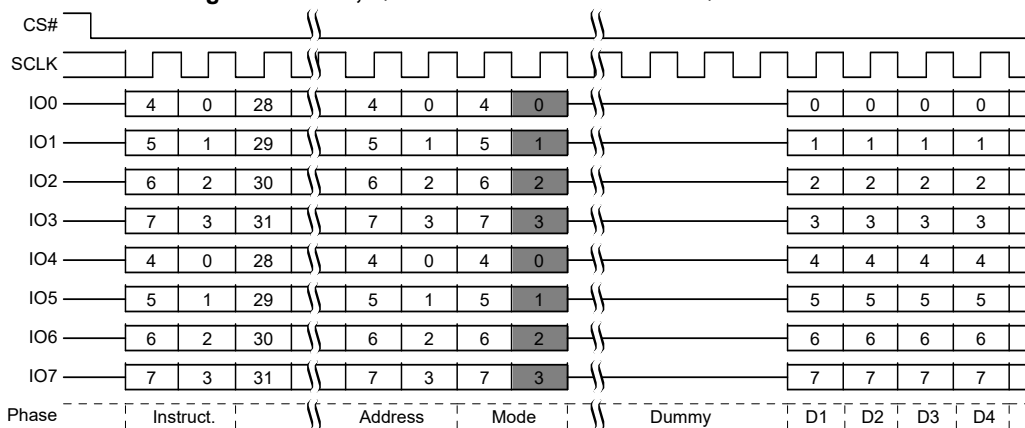 CS#
SCLK
IO0 4 0 28 4 0 4 0 0 0 0 0
IO1 5 1 29 5 1 5 1 1 1 1 1
IO2 6 2 30 6 2 6 2 2 2 2 2
IO3 7 3 31 7 3 7 3 3 3 3 3
IO4 4 0 28 4 0 4 0 4 4 4 4
IO5 5 1 29 5 1 5 1 5 5 5 5
IO6 6 2 30 6 2 6 2 6 6 6 6
IO7 7 3 31 7 3 7 3 7 7 7 7
Phase Instruct. Address Mode Dummy D1 D2 D3 D4